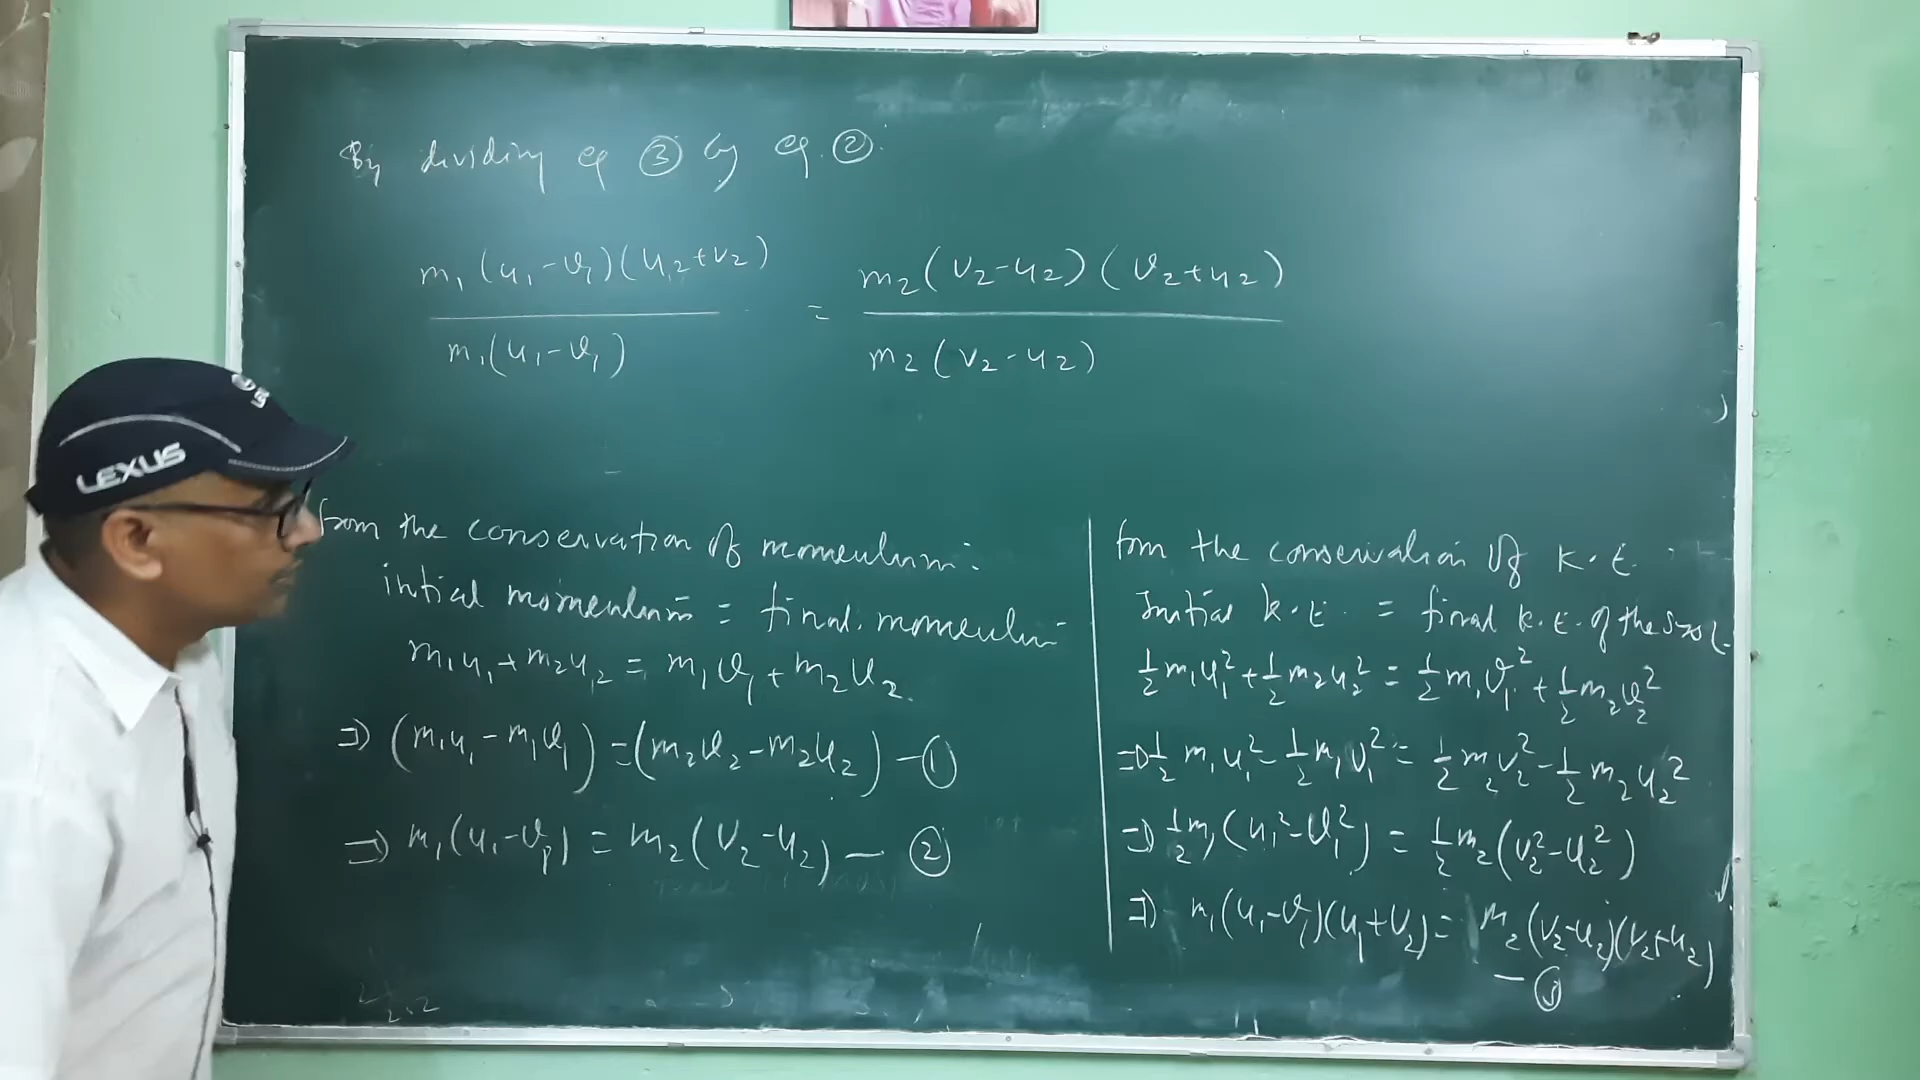 By dividing eq ③ by eq. ②.
m₁(u₁-v₁)(u₂+v₂) / m₁(u₁-v₁) = m₂(v₂-u₂)(v₂+u₂) / m₂(v₂-u₂)
LEXUS
from the conservation of momentum:
intial momentum = final. momentum
m₁u₁+m₂u₂ = m₁v₁+m₂v₂.
⇒ (m₁u₁-m₁v₁) = (m₂v₂-m₂u₂) - ①
⇒ m₁(u₁-v₁) = m₂(v₂-u₂) - ②
from the conservation of K.E.
Initial k.E. = final k.E. of the
½m₁u₁²+½m₂u₂² = ½m₁v₁²+½m₂v₂²
⇒ ½m₁u₁²-½m₁v₁² = ½m₂v₂²-½m₂u₂²
⇒ ½m₁(u₁²-v₁²) = ½m₂(v₂²-u₂²)
⇒ m₁(u₁-v₁)(u₁+v₂) = m₂(v₂-u₂)(v₂+u₂)
- ③